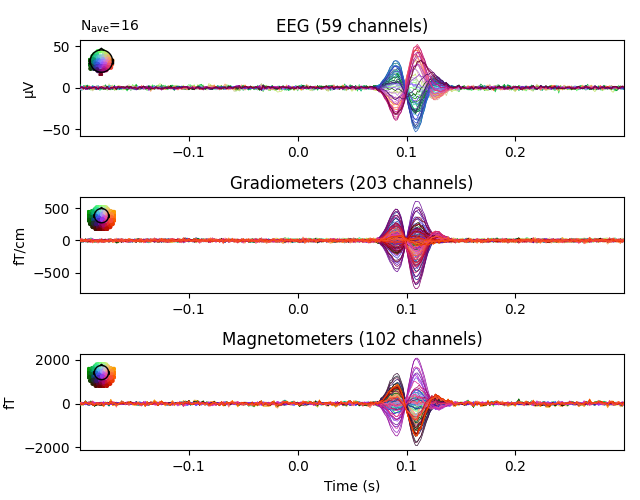 N_ave=16
EEG (59 channels)
50
0
−50
µV
−0.1 0.0 0.1 0.2
Gradiometers (203 channels)
500
0
−500
fT/cm
−0.1 0.0 0.1 0.2
Magnetometers (102 channels)
2000
0
−2000
fT
−0.1 0.0 0.1 0.2
Time (s)